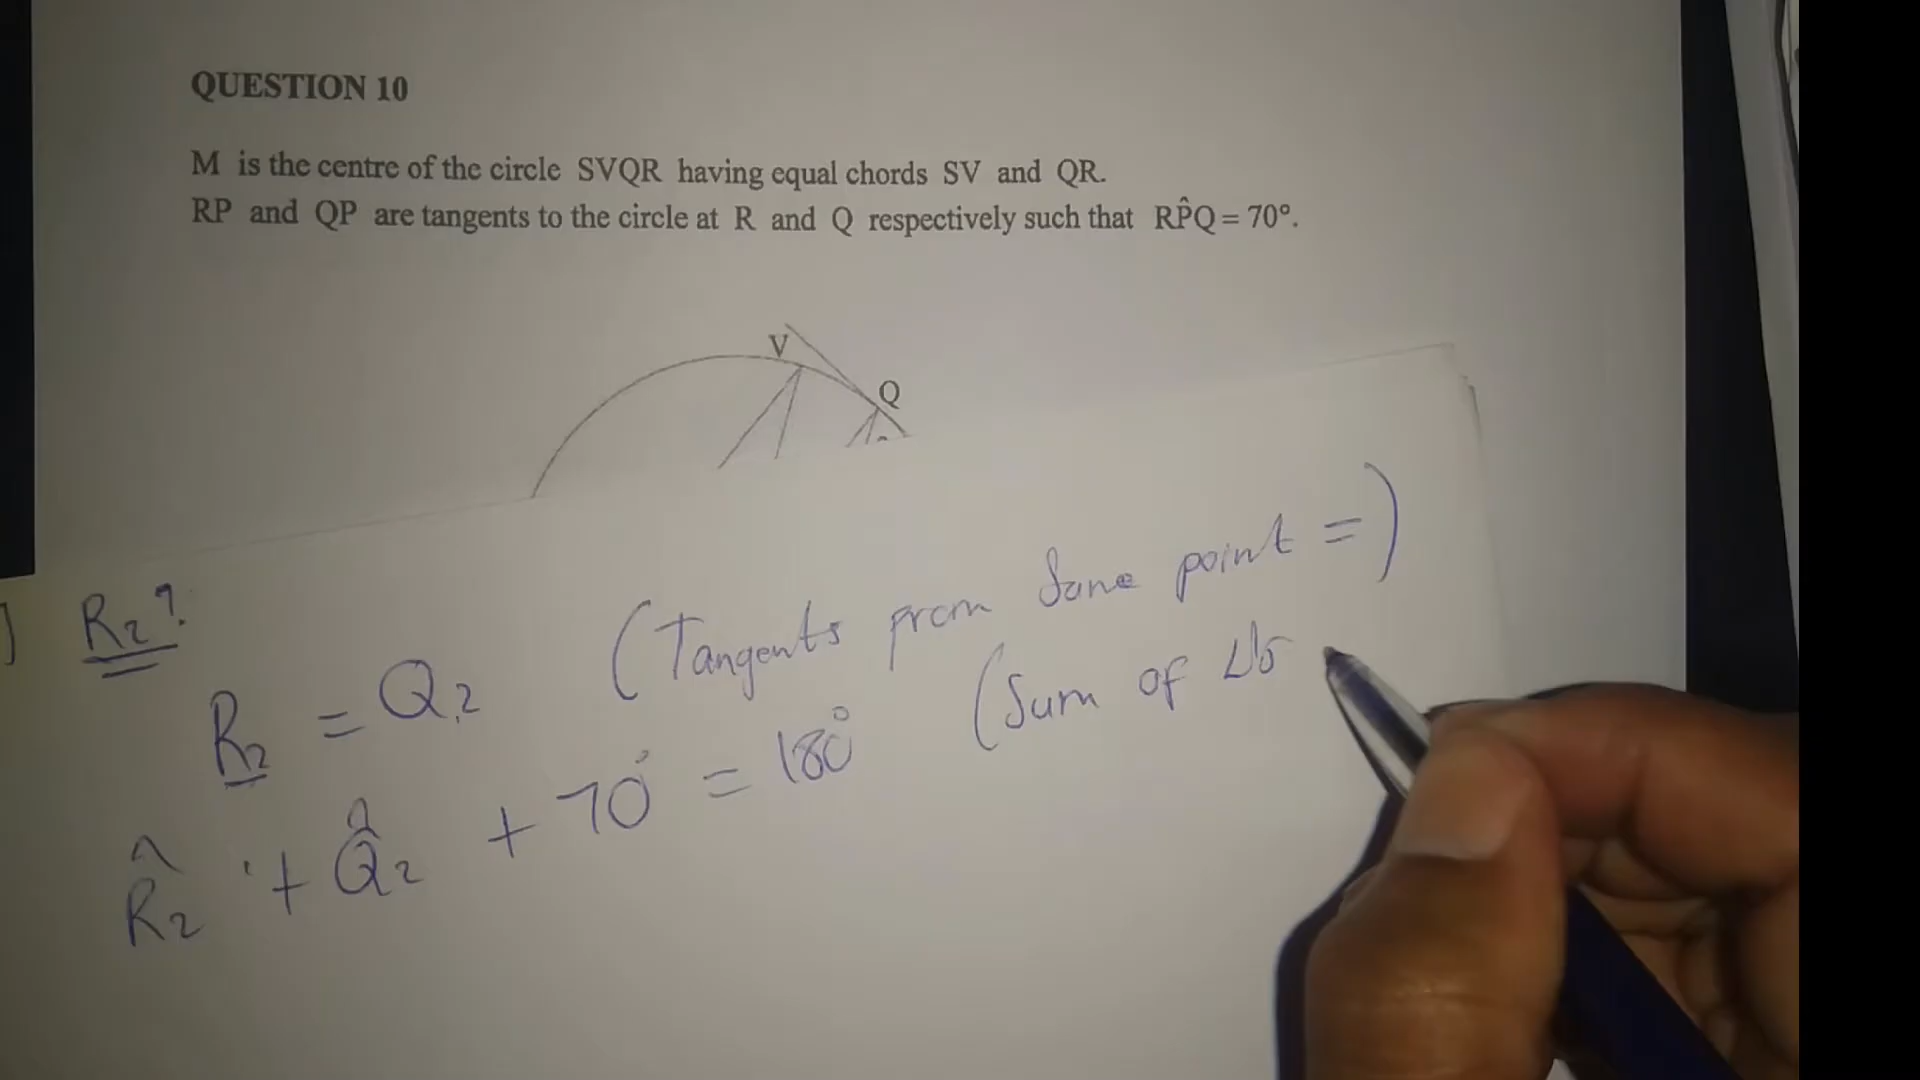 QUESTION 10
M is the centre of the circle SVQR having equal chords SV and QR.
RP and QP are tangents to the circle at R and Q respectively such that RP̂Q = 70°.
V
Q
) R₂?
R₂ = Q₂ (Tangents from same point =)
R̂₂ + Q̂₂ + 70° = 180° (Sum of ∠'s